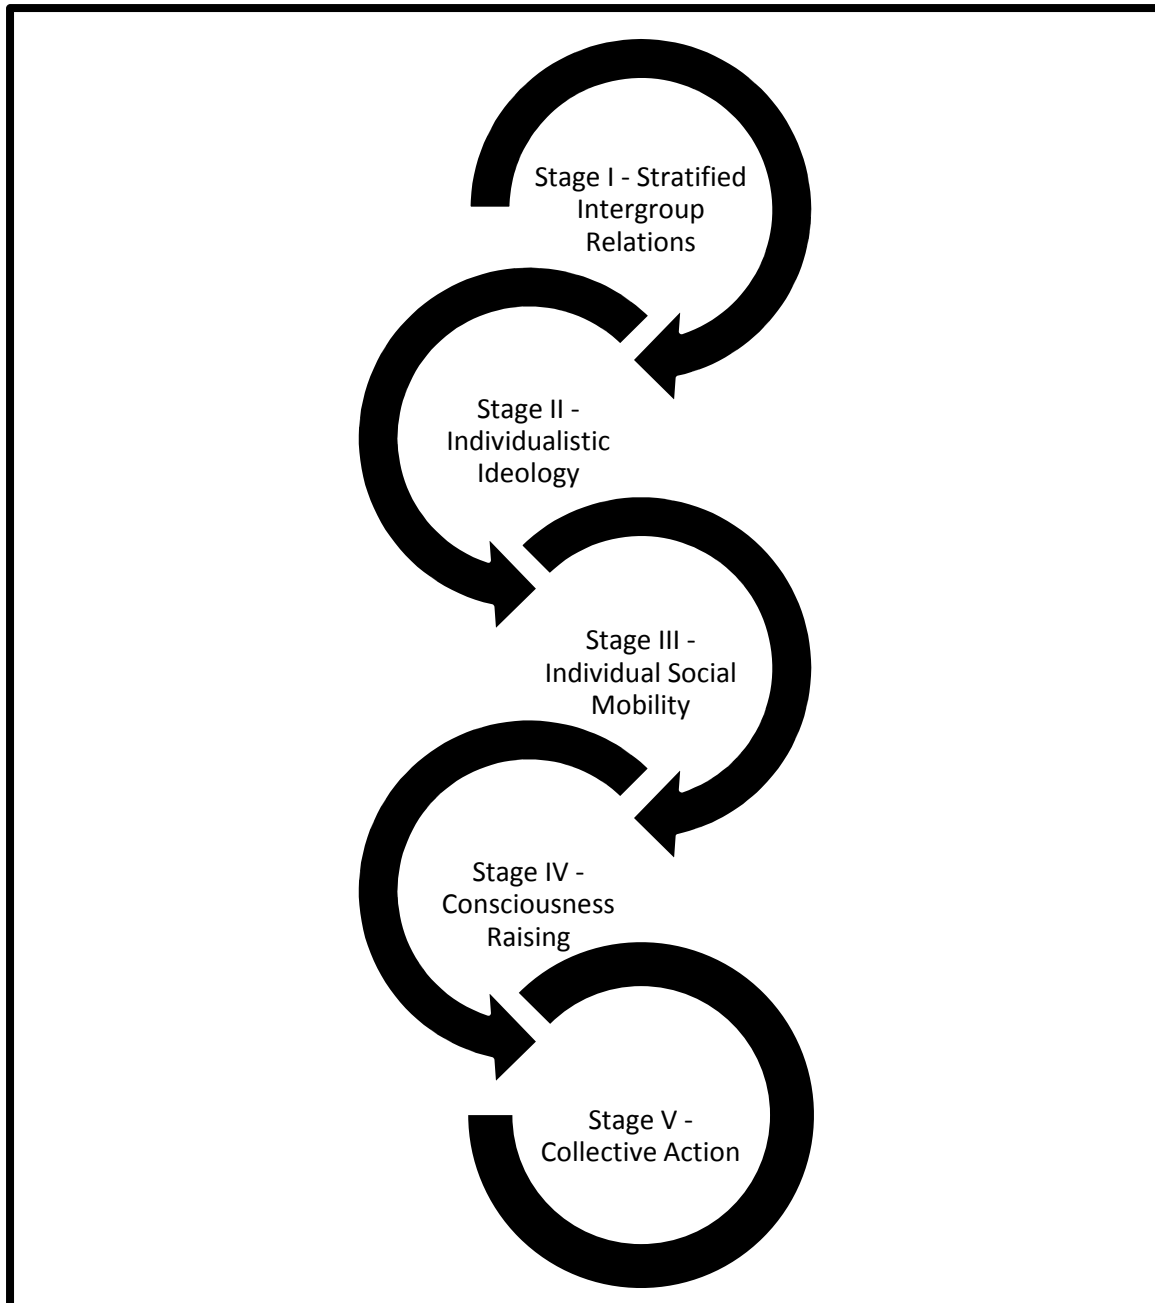 Stage I - Stratified
Intergroup
Relations
Stage II -
Individualistic
Ideology
Stage III -
Individual Social
Mobility
Stage IV -
Consciousness
Raising
Stage V -
Collective Action